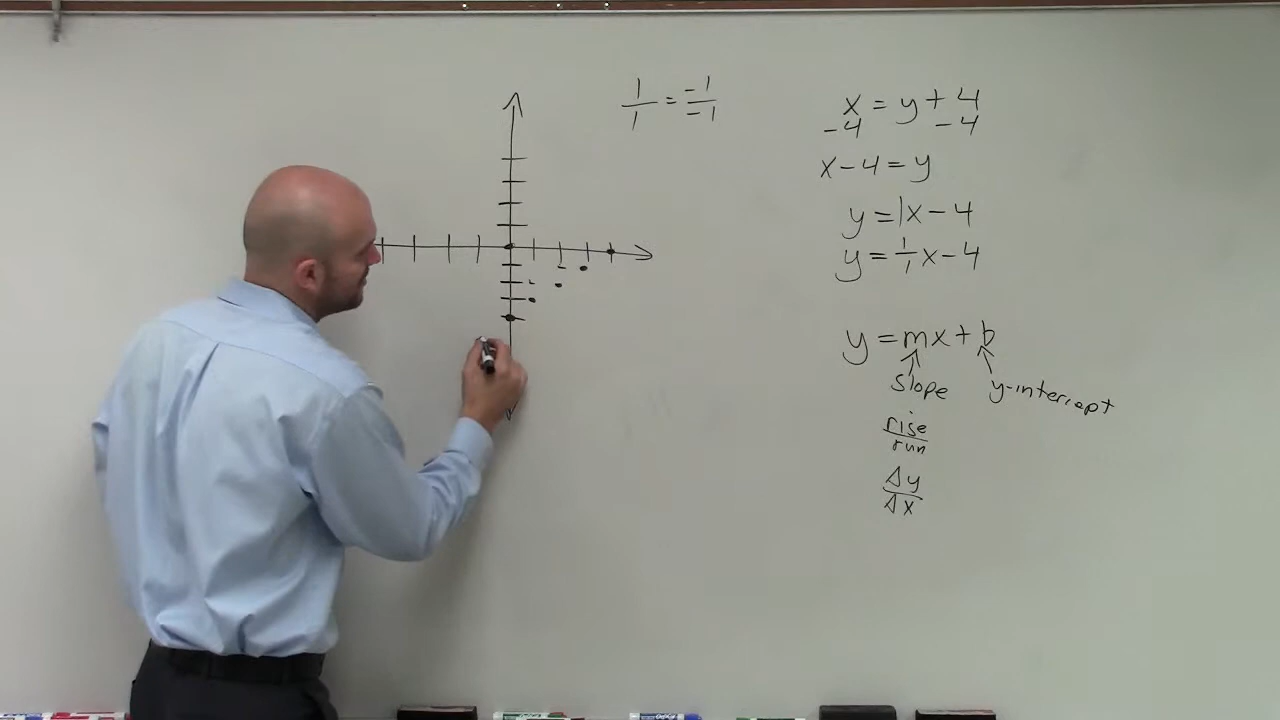 1/1 = -1/-1
x = y + 4
-4 -4
x - 4 = y
y = 1x - 4
y = 1/1 x - 4
y = mx + b
slope y-intercept
rise
run
Δy
Δx